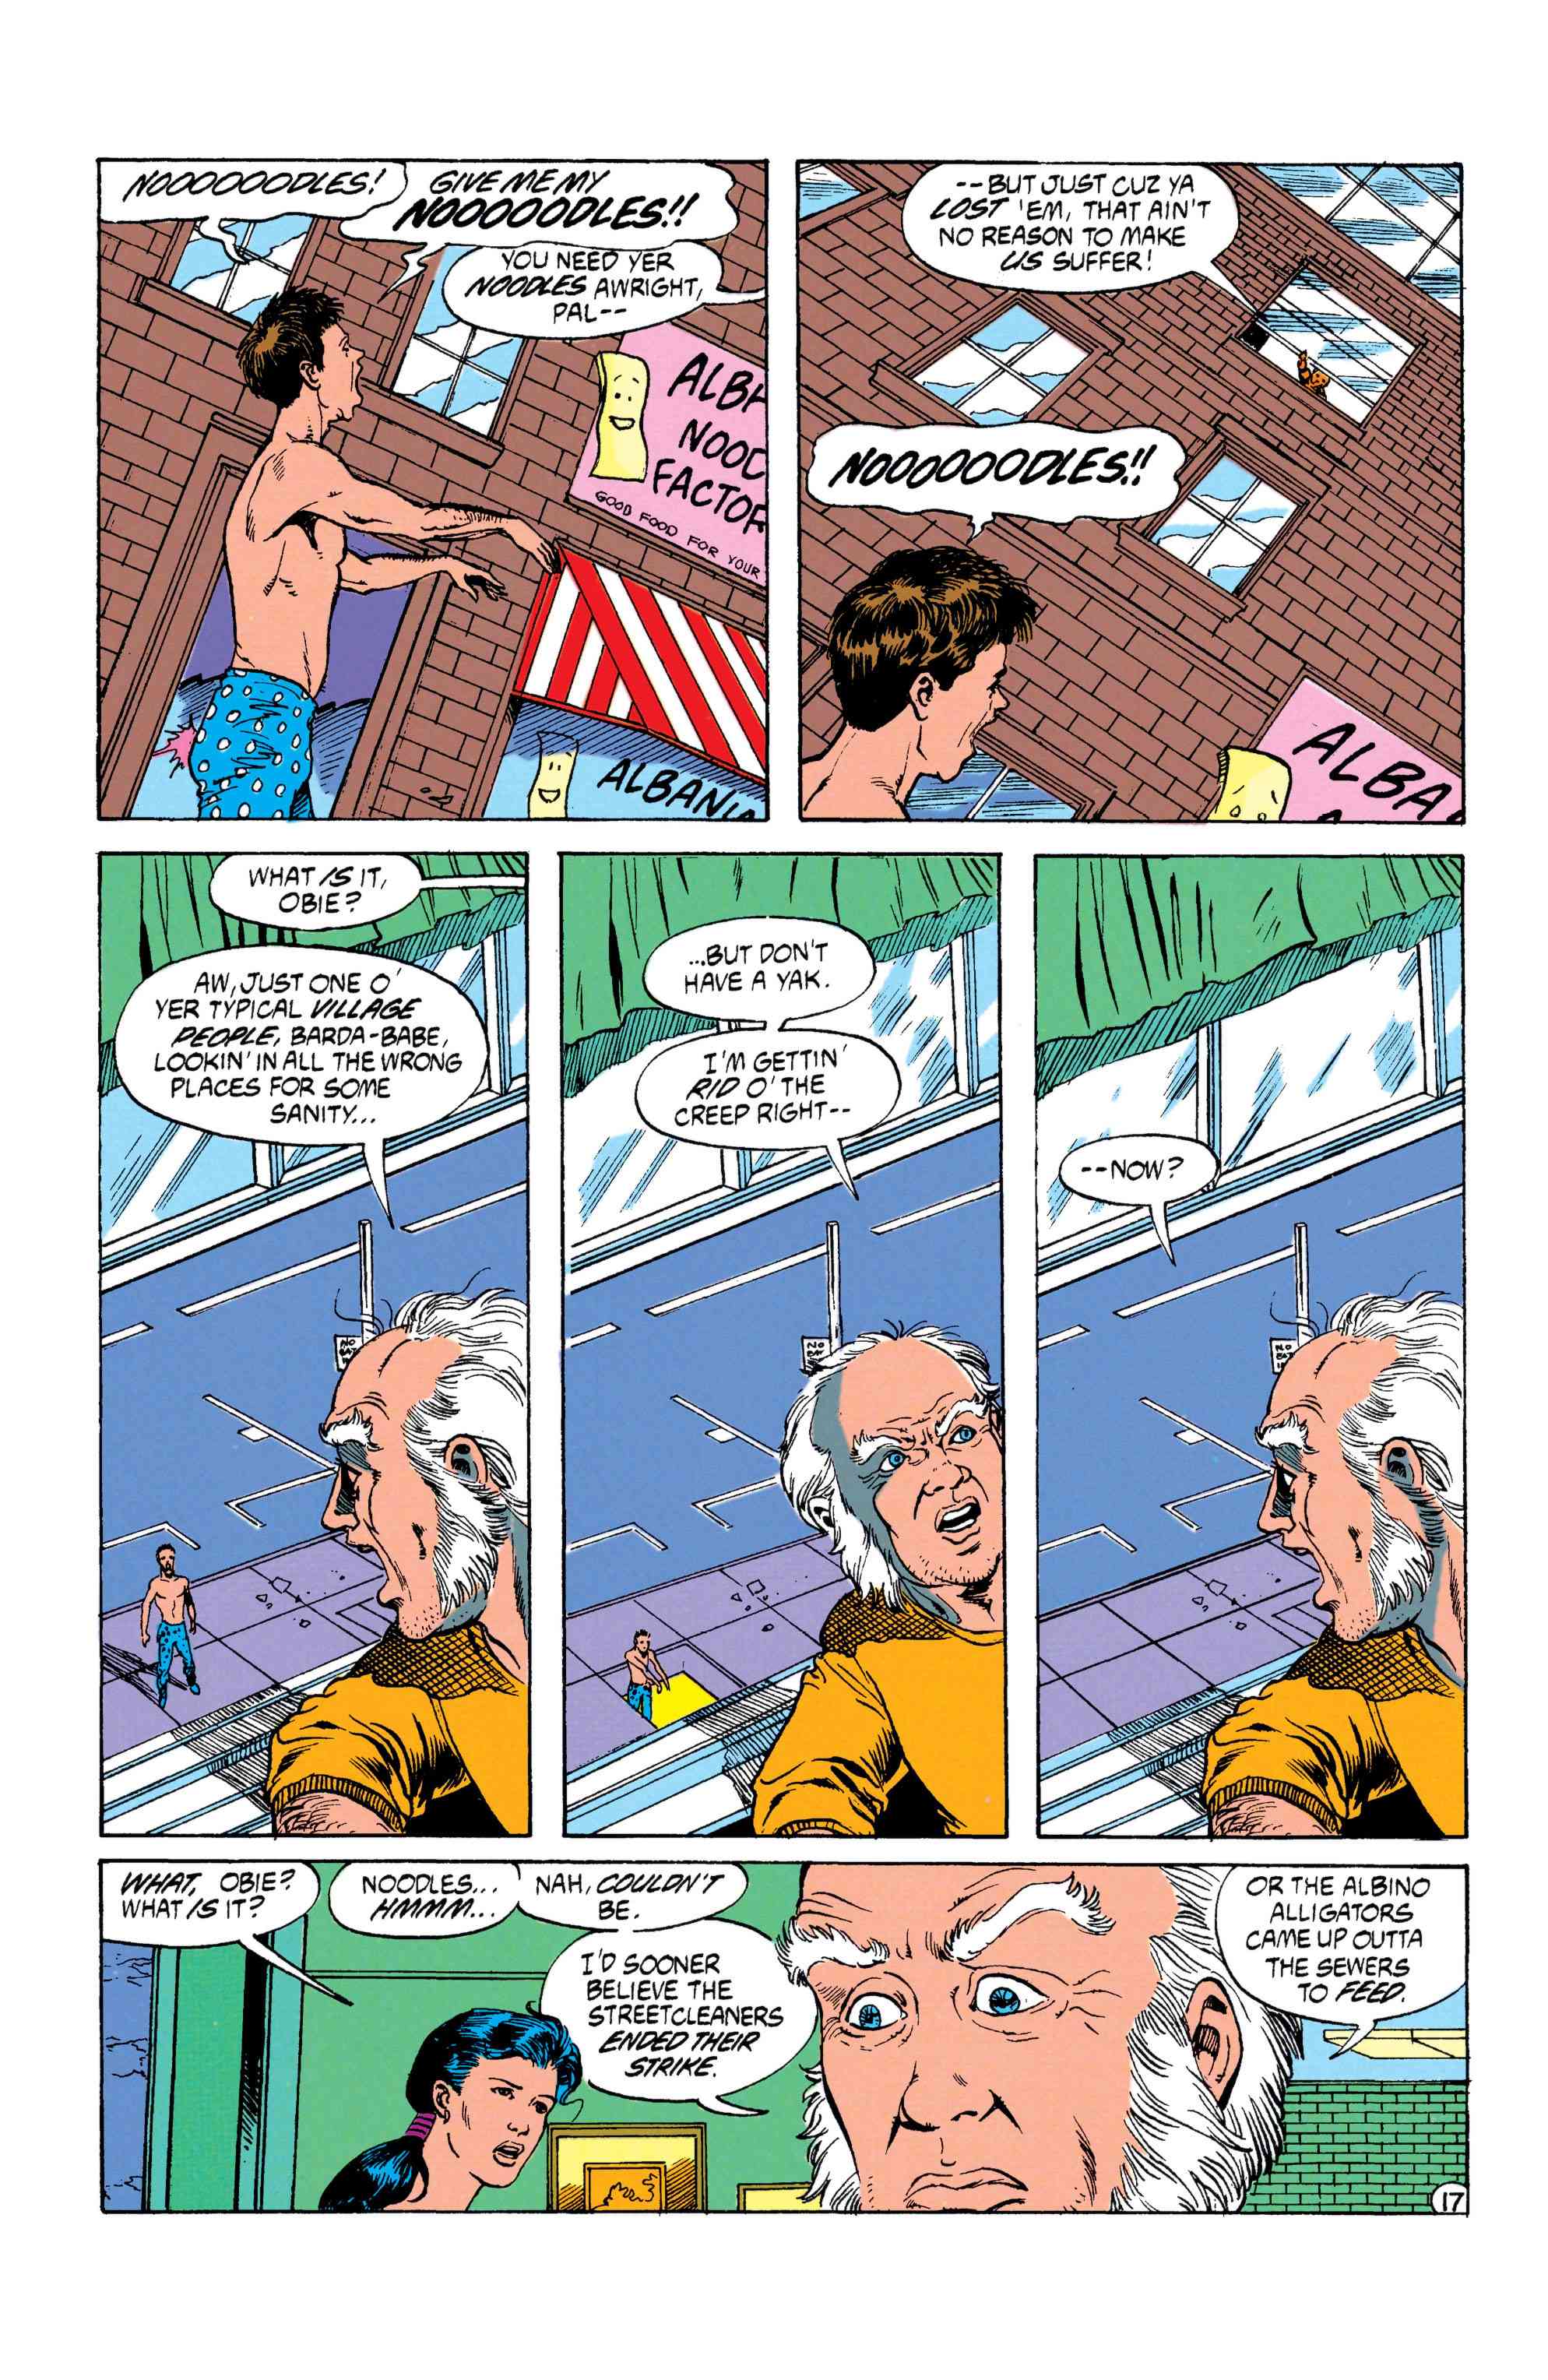 NOOOOOODLES!
GIVE ME MY
NOOOOOODLES!!
YOU NEED YER
NOODLES AWRIGHT,
PAL--
ALBA
NOOD
FACTOR
GOOD FOOD FOR YOUR
ALBANIA
--BUT JUST CUZ YA
LOST 'EM, THAT AIN'T
NO REASON TO MAKE
US SUFFER!
NOOOOOODLES!!
ALBA
WHAT IS IT,
OBIE?
AW, JUST ONE O'
YER TYPICAL VILLAGE
PEOPLE, BARDA-BABE,
LOOKIN' IN ALL THE WRONG
PLACES FOR SOME
SANITY...
NO
...BUT DON'T
HAVE A YAK.
I'M GETTIN'
RID O' THE
CREEP RIGHT--
NO
--NOW?
NO
WHAT, OBIE?
WHAT IS IT?
NOODLES...
HMMM...
NAH, COULDN'T
BE.
I'D SOONER
BELIEVE THE
STREETCLEANERS
ENDED THEIR
STRIKE.
OR THE ALBINO
ALLIGATORS
CAME UP OUTTA
THE SEWERS
TO FEED.
17